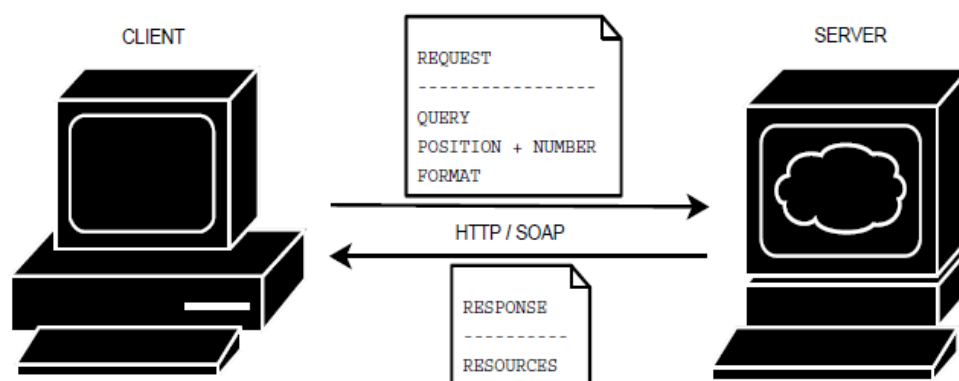 CLIENT
SERVER
REQUEST
-----------------
QUERY
POSITION + NUMBER
FORMAT
HTTP / SOAP
RESPONSE
----------
RESOURCES